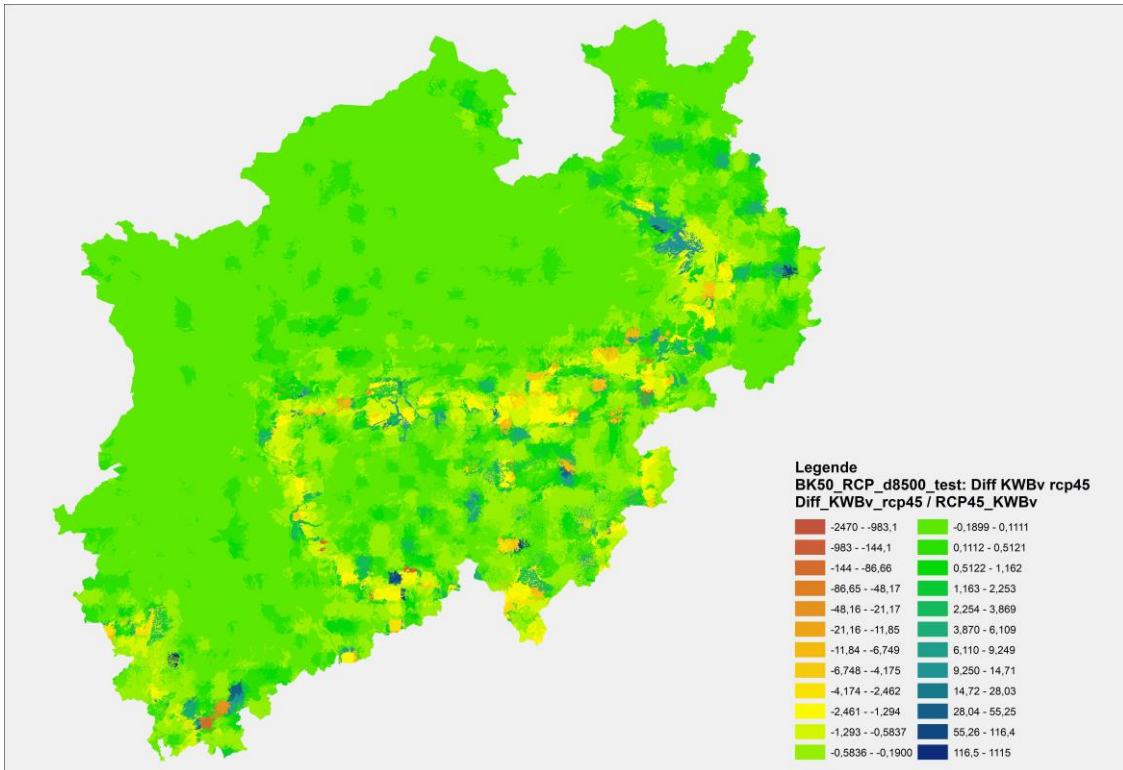 Legende
BK50_RCP_d8500_test: Diff KWBv rcp45
Diff_KWBv_rcp45 / RCP45_KWBv
-2470 - -983,1
-983 - -144,1
-144 - -86,66
-86,65 - -48,17
-48,16 - -21,17
-21,16 - -11,85
-11,84 - -6,749
-6,748 - -4,175
-4,174 - -2,462
-2,461 - -1,294
-1,293 - -0,5837
-0,5836 - -0,1900
-0,1899 - 0,1111
0,1112 - 0,5121
0,5122 - 1,162
1,163 - 2,253
2,254 - 3,869
3,870 - 6,109
6,110 - 9,249
9,250 - 14,71
14,72 - 28,03
28,04 - 55,25
55,26 - 116,4
116,5 - 1115